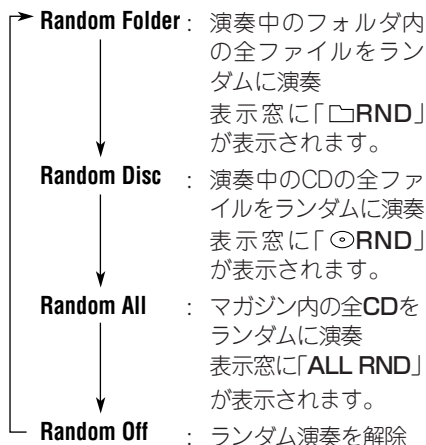 Random Folder : 演奏中のフォルダ内
の全ファイルをラン
ダムに演奏
表示窓に「RND」
が表示されます。
Random Disc : 演奏中のCDの全ファ
イルをランダムに演奏
表示窓に「RND」
が表示されます。
Random All : マガジン内の全CDを
ランダムに演奏
表示窓に「ALL RND」
が表示されます。
Random Off : ランダム演奏を解除